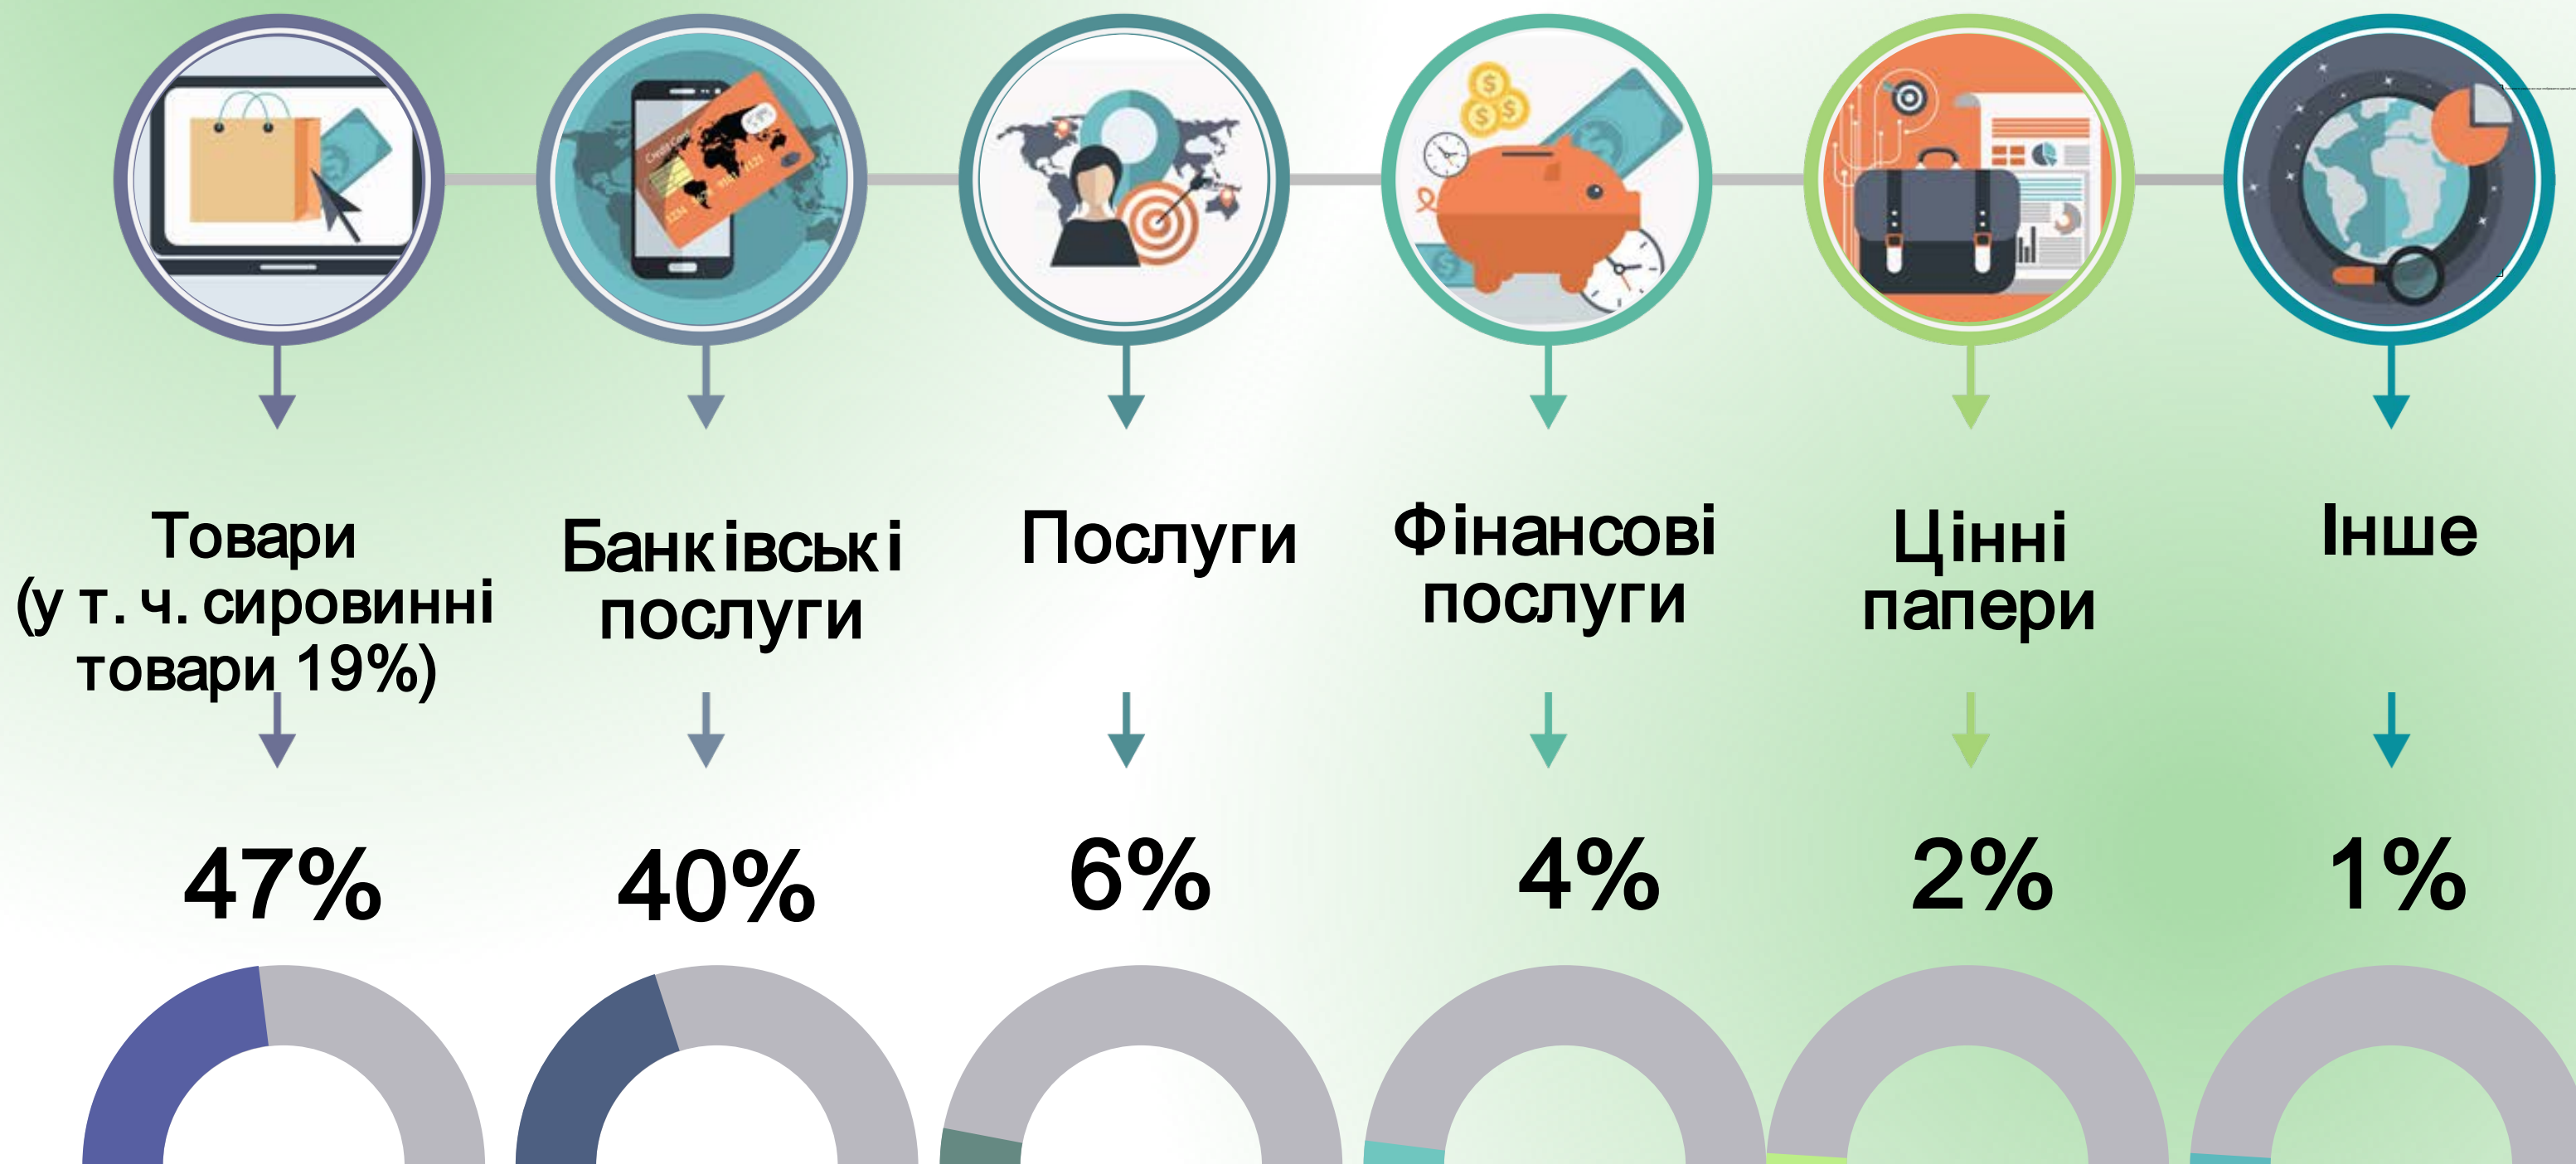 Товари
(у т. ч. сировинні
товари 19%)
Банківські
послуги
Послуги
Фінансові
послуги
Цінні
папери
Інше
47%
40%
6%
4%
2%
1%